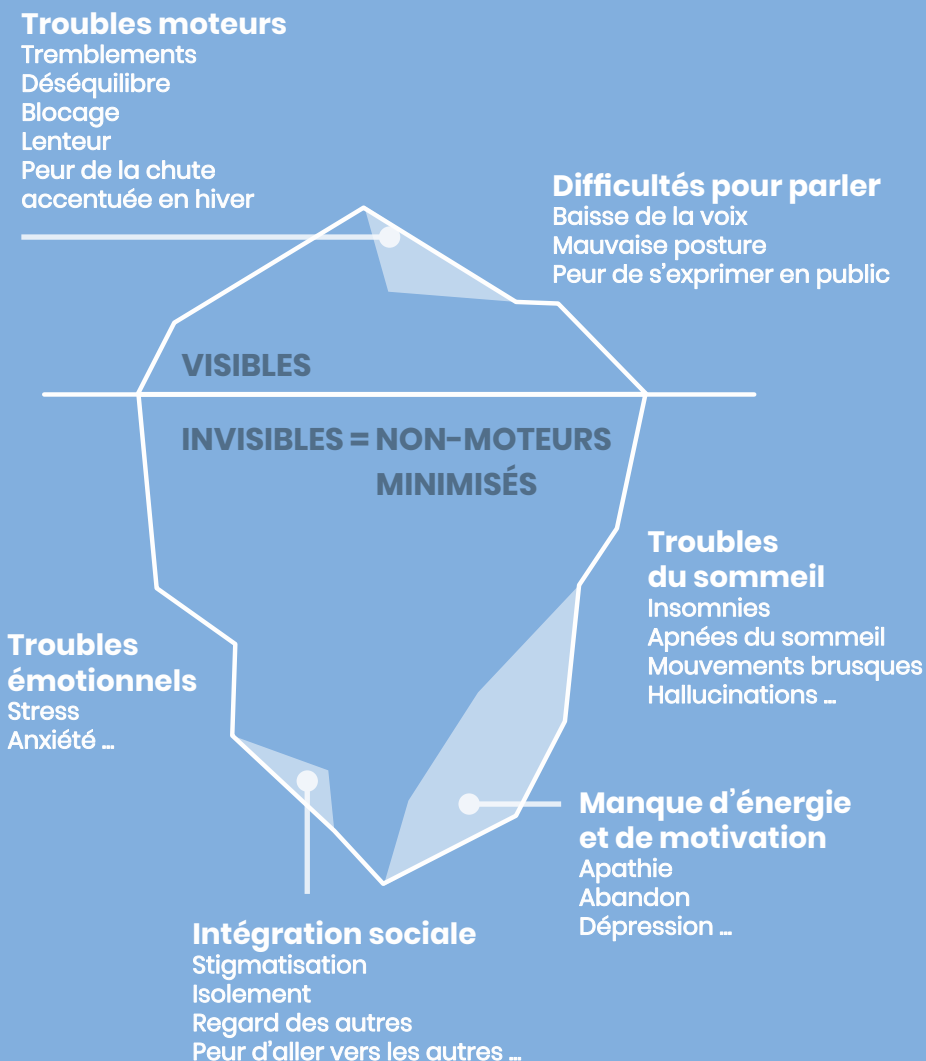 Troubles moteurs
Tremblements
Déséquilibre
Blocage
Lenteur
Peur de la chute
accentuée en hiver
Difficultés pour parler
Baisse de la voix
Mauvaise posture
Peur de s’exprimer en public
VISIBLES
INVISIBLES = NON-MOTEURS
MINIMISÉS
Troubles
du sommeil
Insomnies
Apnées du sommeil
Mouvements brusques
Hallucinations ...
Troubles
émotionnels
Stress
Anxiété ...
Manque d’énergie
et de motivation
Apathie
Abandon
Dépression ...
Intégration sociale
Stigmatisation
Isolement
Regard des autres
Peur d’aller vers les autres ...